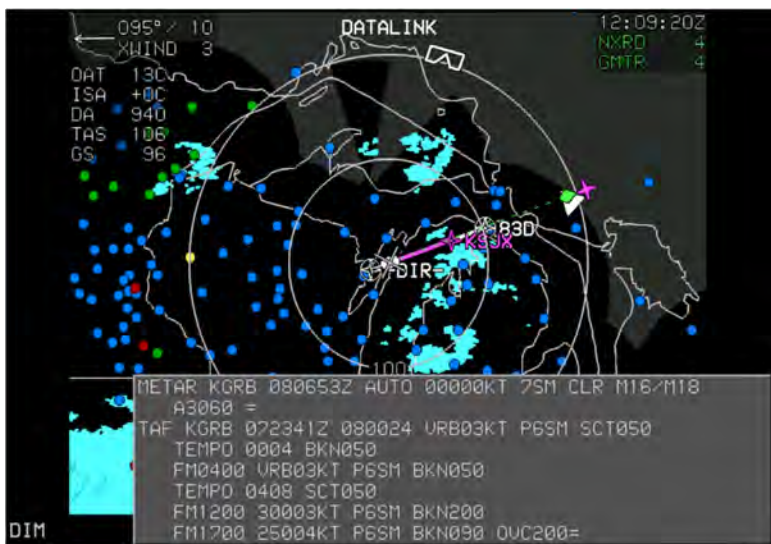 095°/ 10
XWIND 3
DATALINK
12:09:20Z
NXRD 4
GMTR 4
OAT 13C
ISA +0C
DA 940
TAS 106
GS 96
83D
KSJX
DIR-
100
METAR KGRB 080653Z AUTO 00000KT 7SM CLR M16/M18
A3060 =
TAF KGRB 072341Z 080024 VRB03KT P6SM SCT050
TEMPO 0004 BKN050
FM0400 VRB03KT P6SM BKN050
TEMPO 0408 SCT050
FM1200 30003KT P6SM BKN200
FM1700 25004KT P6SM BKN090 OVC200=
DIM